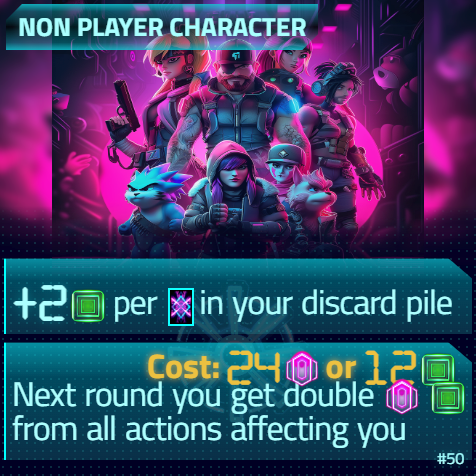 NON PLAYER CHARACTER
+2 per in your discard pile
Cost: 24 or 12
Next round you get double
from all actions affecting you
#50